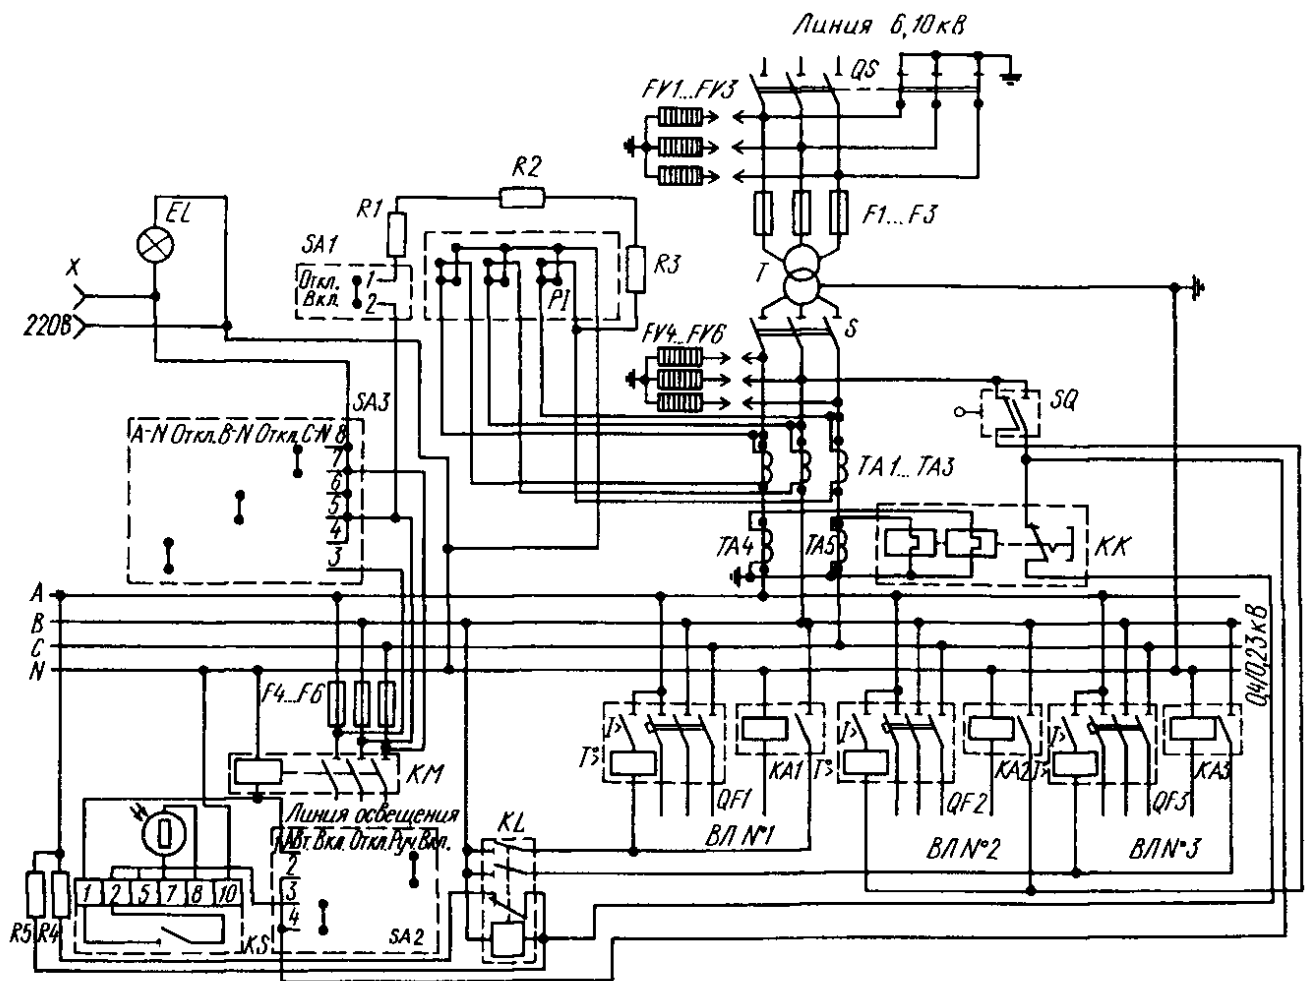 Линия 6,10кВ
QS
FV1...FV3
R2
F1...F3
EL
R1
SA1
R3
T
X
Откл. 1
Вкл. 2
PI
220В
FV4...FV6
S
SA3
SQ
A-N Откл. B-N Откл. C-N 8
7
6
5
4
3
TA1...TA3
TA4
TA5
KK
A
B
C
N
0,4/0,23кВ
F4...F6
KM
I>
I>
I>
T°>
T°>
T°>
KA1
KA2
KA3
QF1
QF2
QF3
ВЛ №1
ВЛ №2
ВЛ №3
Линия освещения
KL
Авт. Вкл. Откл. Руч. Вкл.
1
2
3
4
1 2 5 7 8 10
R5 R4
KS
SA2